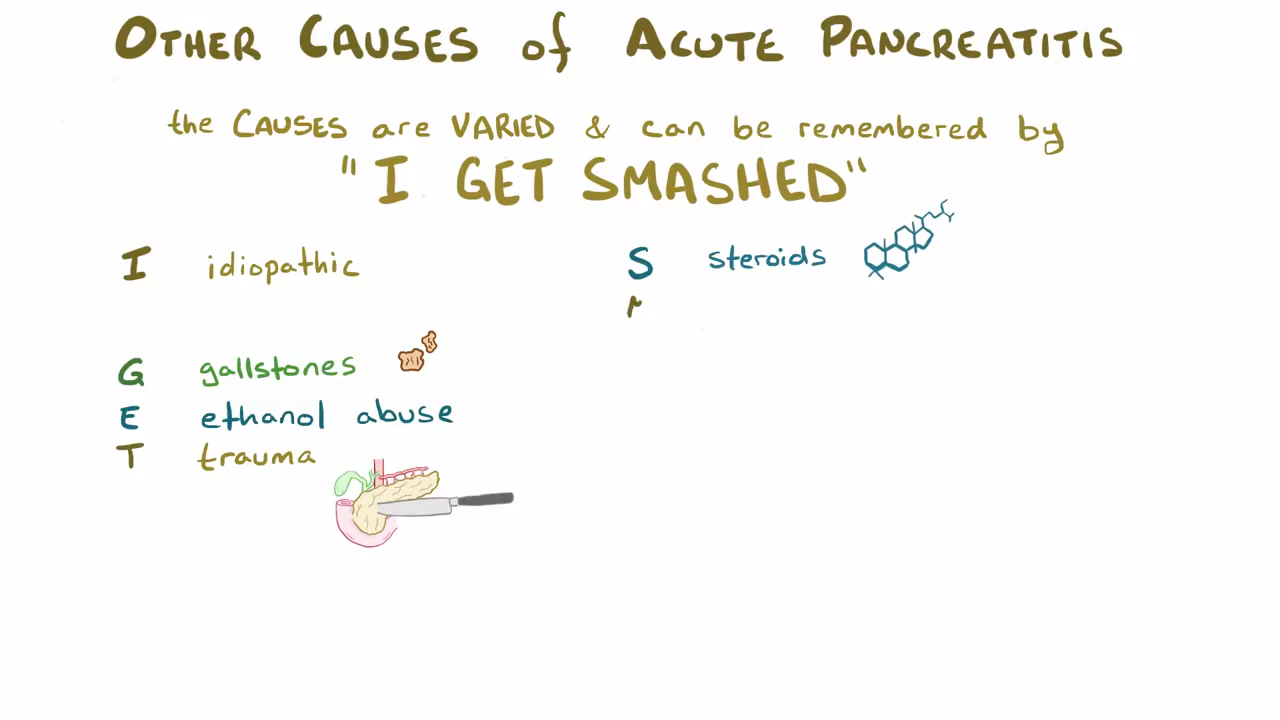 OTHER CAUSES of ACUTE PANCREATITIS
the CAUSES are VARIED & can be remembered by
"I GET SMASHED"
I idiopathic
G gallstones
E ethanol abuse
T trauma
S steroids